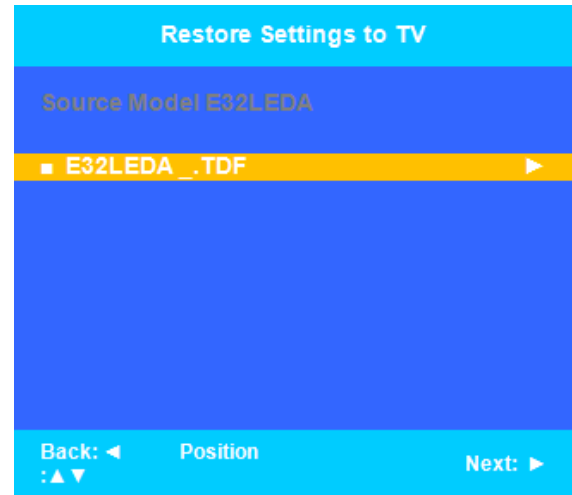 Restore Settings to TV
Source Model E32LEDA
■ E32LEDA _.TDF ►
Back: ◄ Position
:▲▼
Next: ►